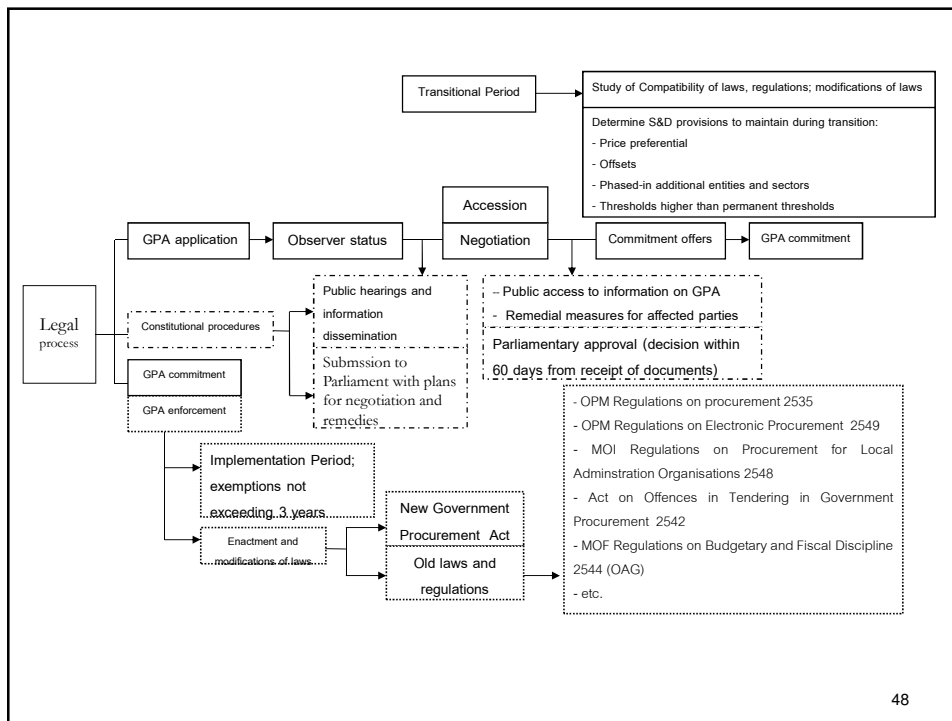 Transitional Period
Study of Compatibility of laws, regulations; modifications of laws
Determine S&D provisions to maintain during transition:
- Price preferential
- Offsets
- Phased-in additional entities and sectors
- Thresholds higher than permanent thresholds
Accession
Negotiation
GPA application
Observer status
Commitment offers
GPA commitment
Legal
process
Constitutional procedures
Public hearings and
information
dissemination
Submssion to
Parliament with plans
for negotiation and
remedies
– Public access to information on GPA
- Remedial measures for affected parties
Parliamentary approval (decision within
60 days from receipt of documents)
GPA commitment
GPA enforcement
Implementation Period;
exemptions not
exceeding 3 years
Enactment and
modifications of laws
New Government
Procurement Act
Old laws and
regulations
- OPM Regulations on procurement 2535
- OPM Regulations on Electronic Procurement 2549
- MOI Regulations on Procurement for Local
Adminstration Organisations 2548
- Act on Offences in Tendering in Government
Procurement 2542
- MOF Regulations on Budgetary and Fiscal Discipline
2544 (OAG)
- etc.
48